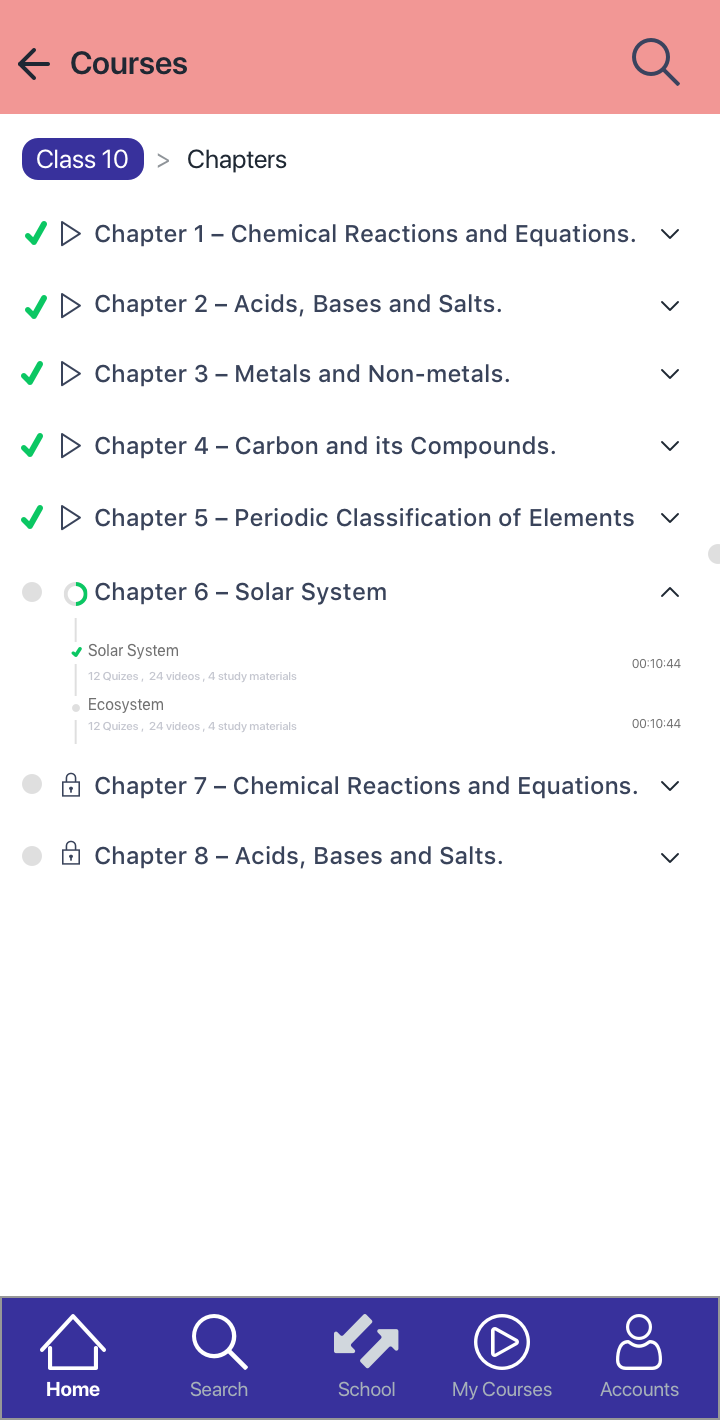 Courses
Class 10 > Chapters
Chapter 1 – Chemical Reactions and Equations.
Chapter 2 – Acids, Bases and Salts.
Chapter 3 – Metals and Non-metals.
Chapter 4 – Carbon and its Compounds.
Chapter 5 – Periodic Classification of Elements
Chapter 6 – Solar System
Solar System
12 Quizes , 24 videos , 4 study materials 00:10:44
Ecosystem
12 Quizes , 24 videos , 4 study materials 00:10:44
Chapter 7 – Chemical Reactions and Equations.
Chapter 8 – Acids, Bases and Salts.
Home Search School My Courses Accounts